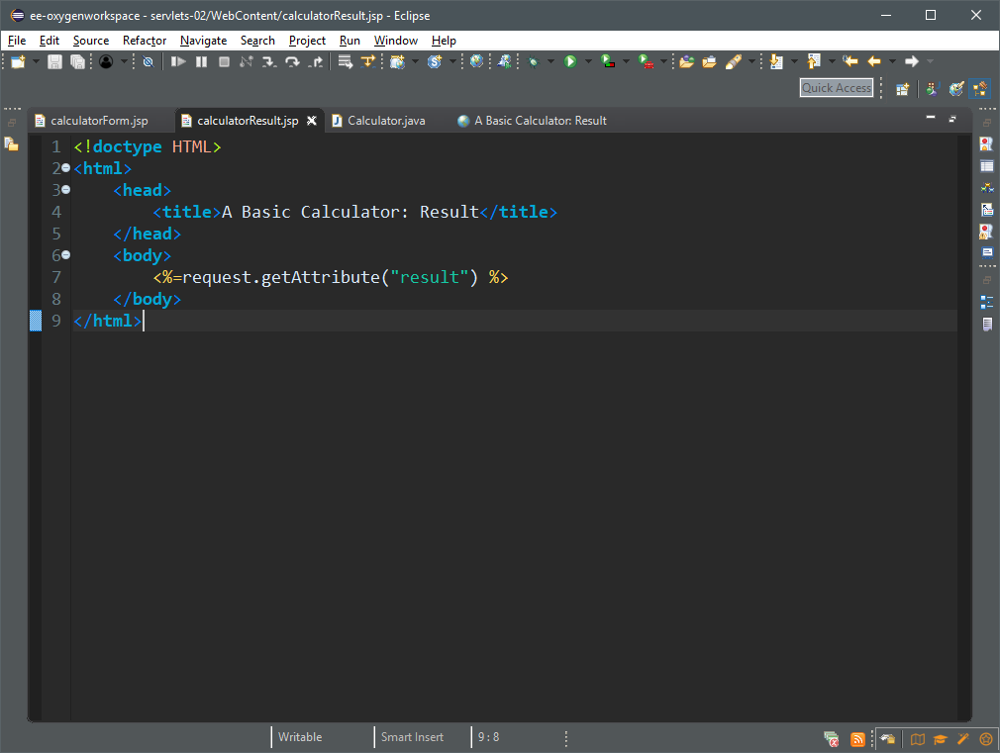 ee-oxygenworkspace - servlets-02/WebContent/calculatorResult.jsp - Eclipse
File Edit Source Refactor Navigate Search Project Run Window Help
Quick Access
calculatorForm.jsp calculatorResult.jsp Calculator.java A Basic Calculator: Result
1 <!doctype HTML>
2 <html>
3 <head>
4 <title>A Basic Calculator: Result</title>
5 </head>
6 <body>
7 <%=request.getAttribute("result") %>
8 </body>
9 </html>
Writable Smart Insert 9 : 8